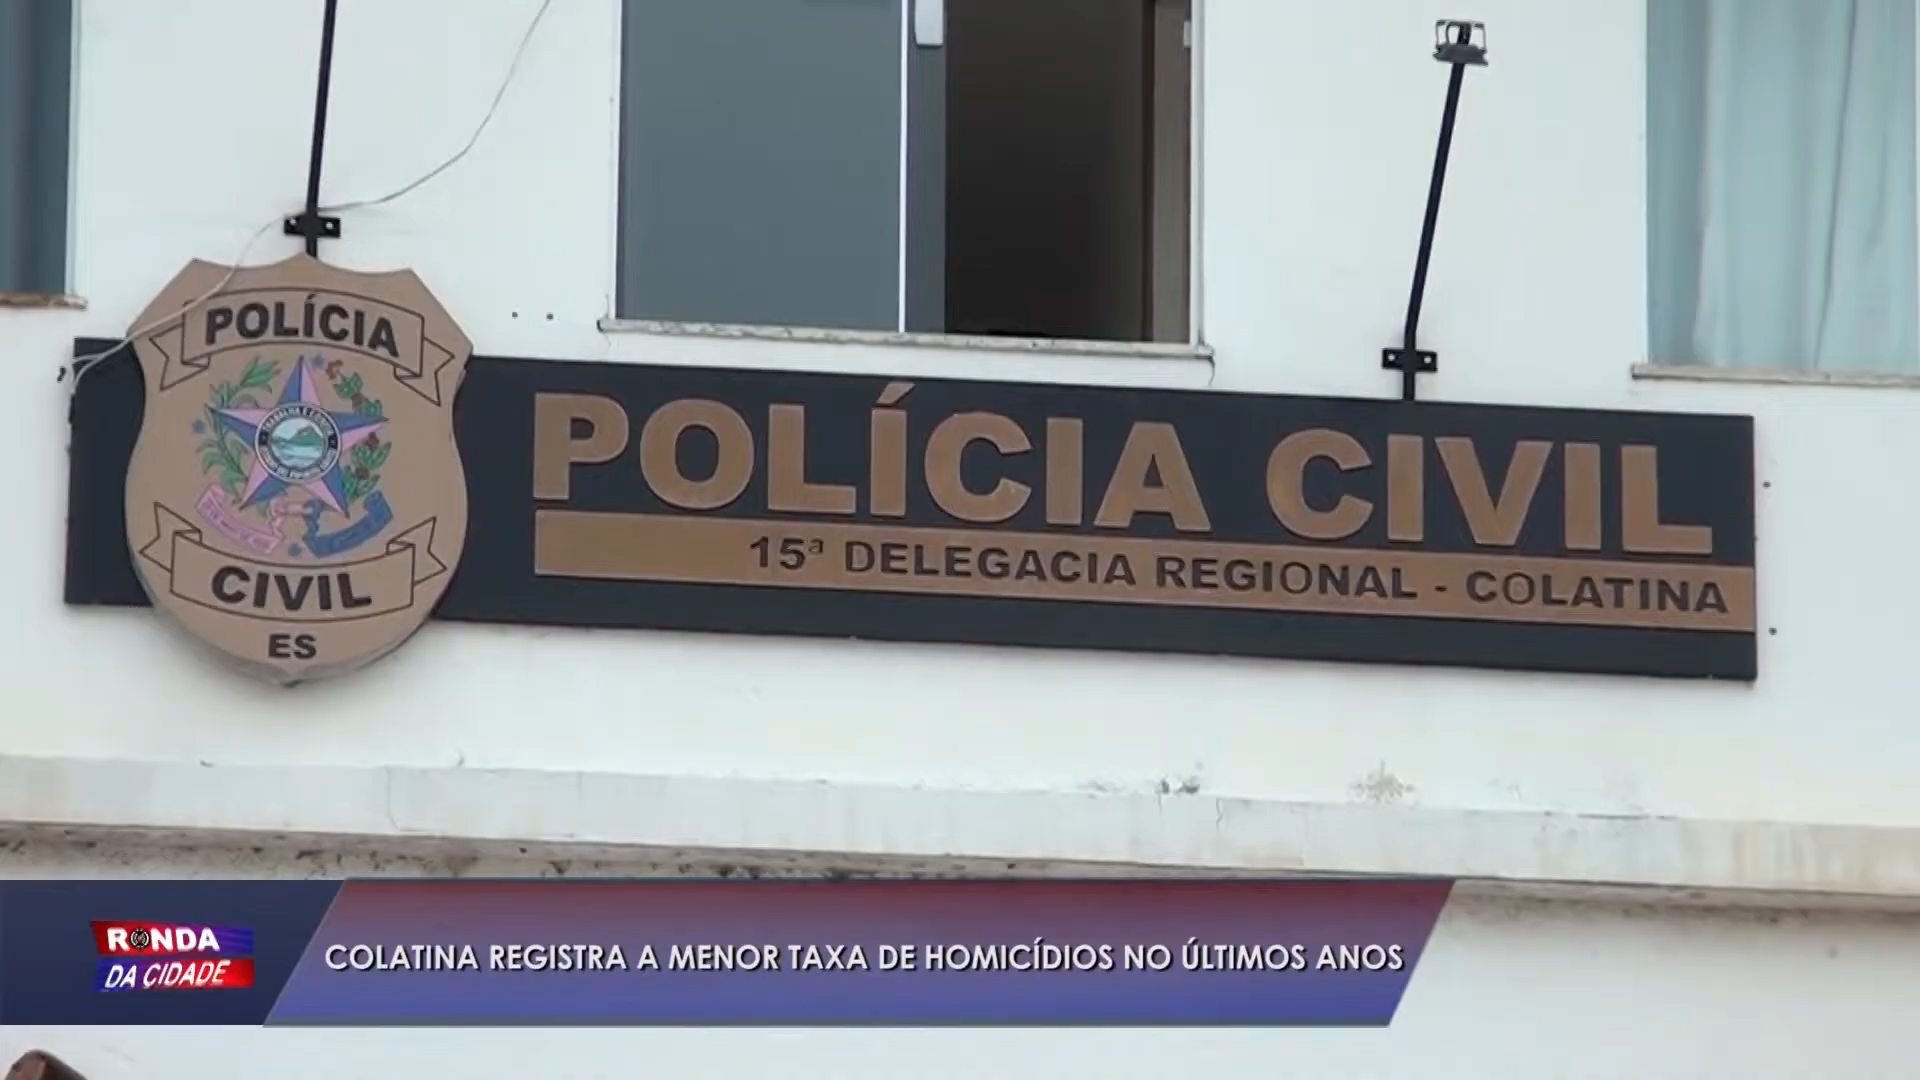 POLÍCIA
CIVIL
ES
POLÍCIA CIVIL
15ª DELEGACIA REGIONAL - COLATINA
RONDA
DA CIDADE
COLATINA REGISTRA A MENOR TAXA DE HOMICÍDIOS NO ÚLTIMOS ANOS